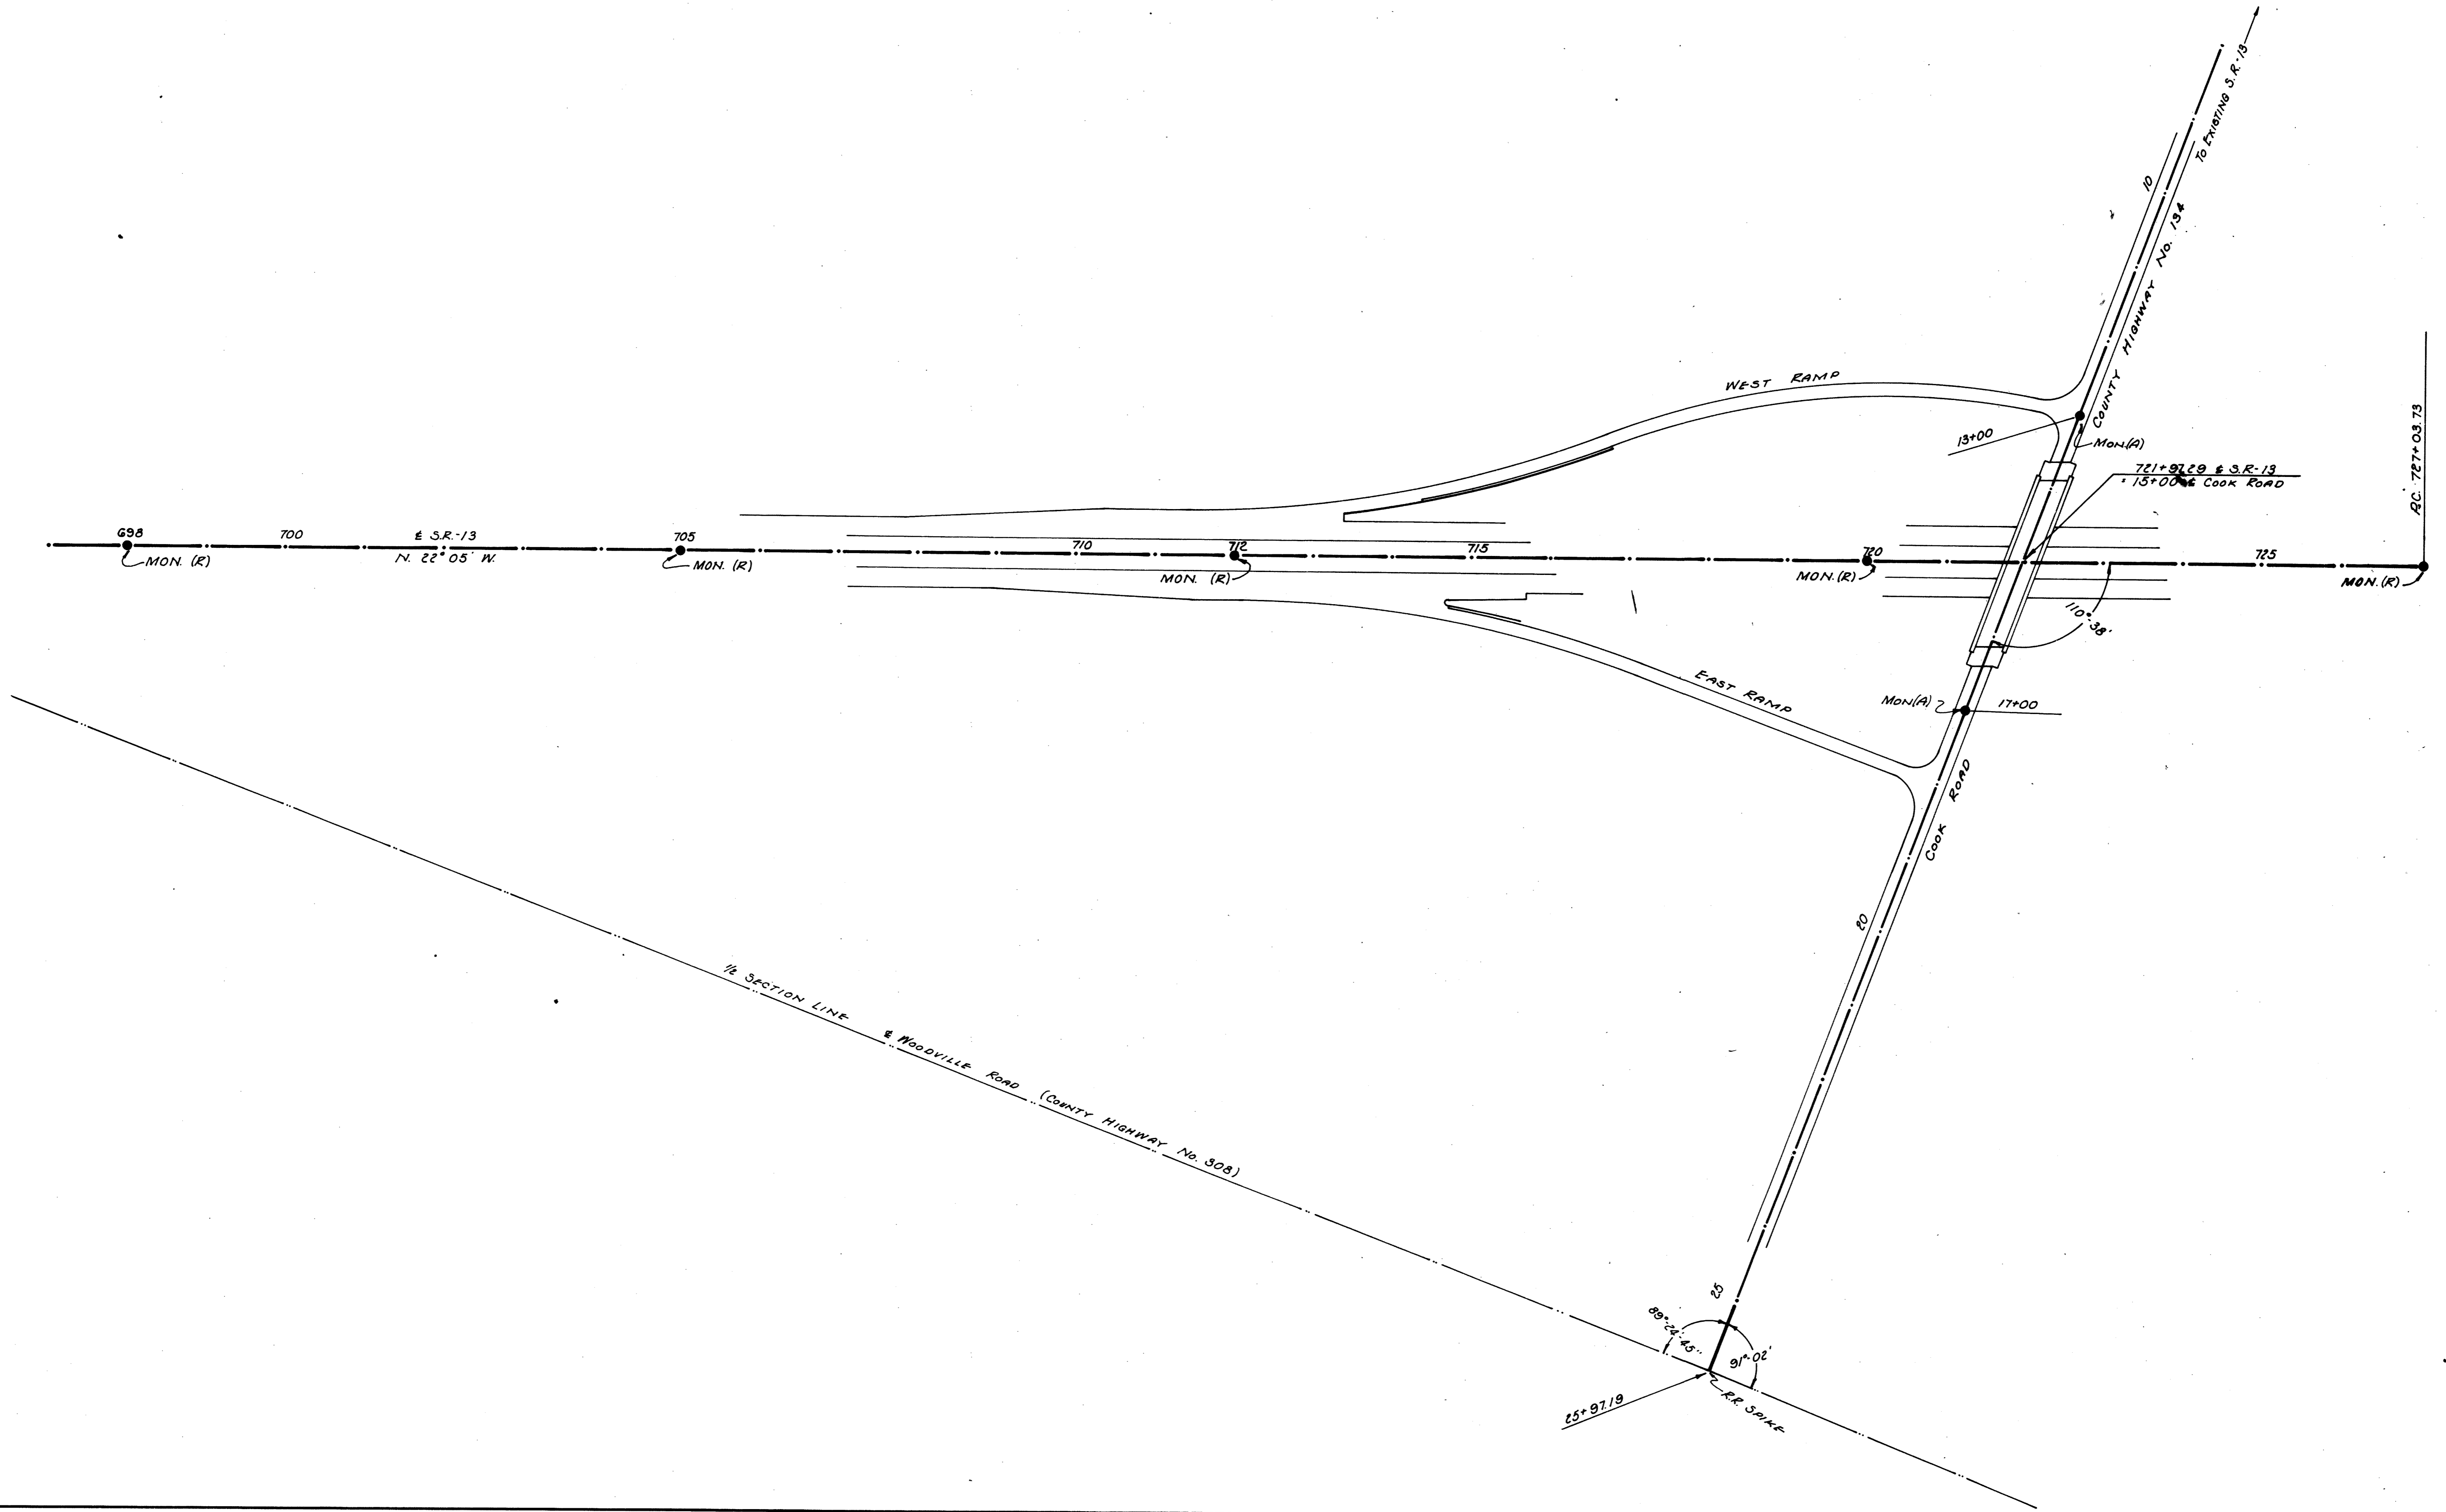 TO EXISTING S.R.-13
10
COUNTY HIGHWAY NO. 134
WEST RAMP
13+00
MON.(A)
P.C. 727+03.73
721+97.29 ℄ S.R-13
= 15+00 ℄ COOK ROAD
698
700
℄ S.R.-13
705
710
712
715
720
725
N. 22° 05' W.
MON. (R)
MON. (R)
MON. (R)
MON. (R)
MON. (R)
110°-38'
EAST RAMP
MON(A)
17+00
COOK ROAD
20
1/2 SECTION LINE ℄ WOODVILLE ROAD (COUNTY HIGHWAY No. 308)
25
89°-24'-45"
91°-02'
25+97.19
R.R. SPIKE